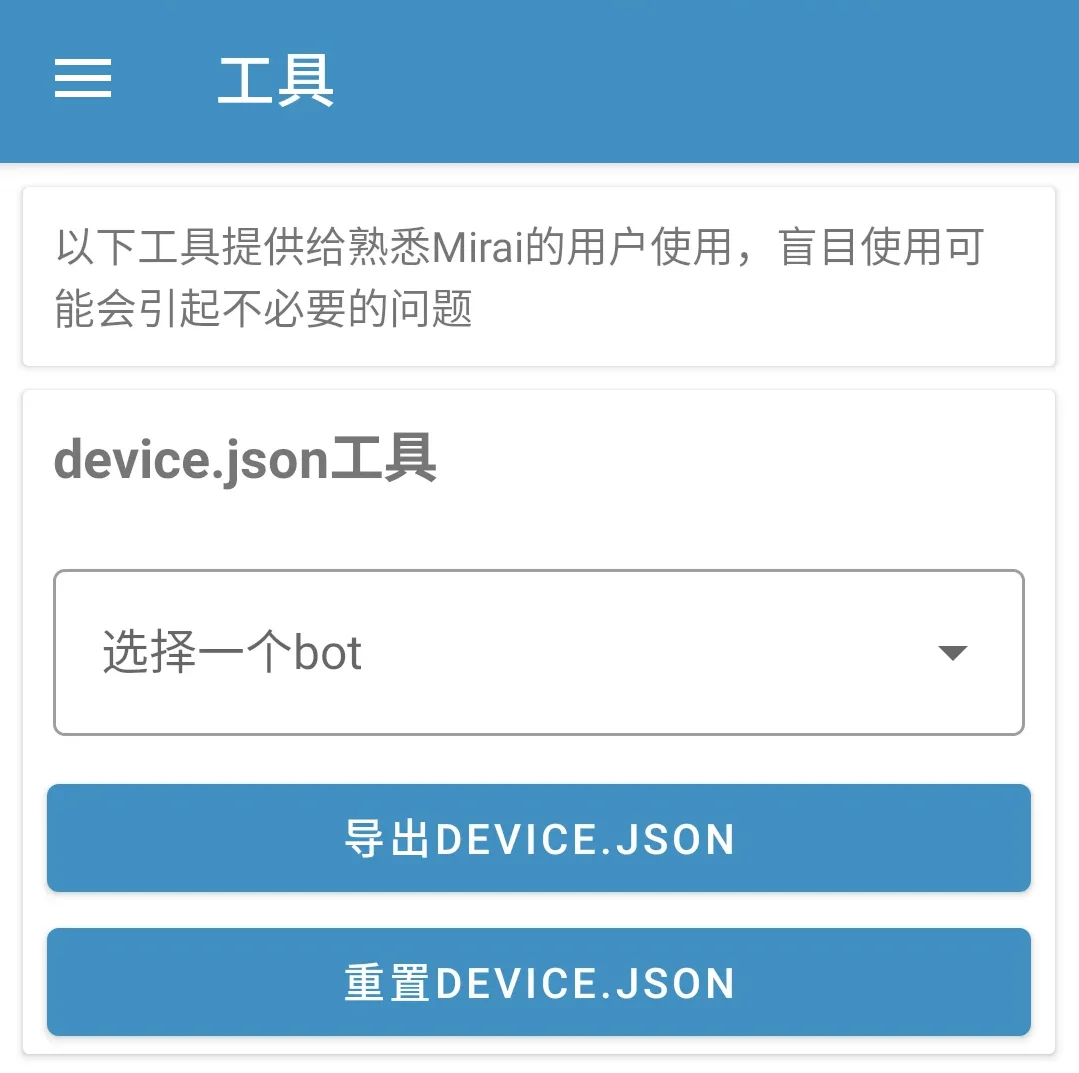 工具
以下工具提供给熟悉Mirai的用户使用，盲目使用可
能会引起不必要的问题
device.json工具
选择一个bot
导出DEVICE.JSON
重置DEVICE.JSON